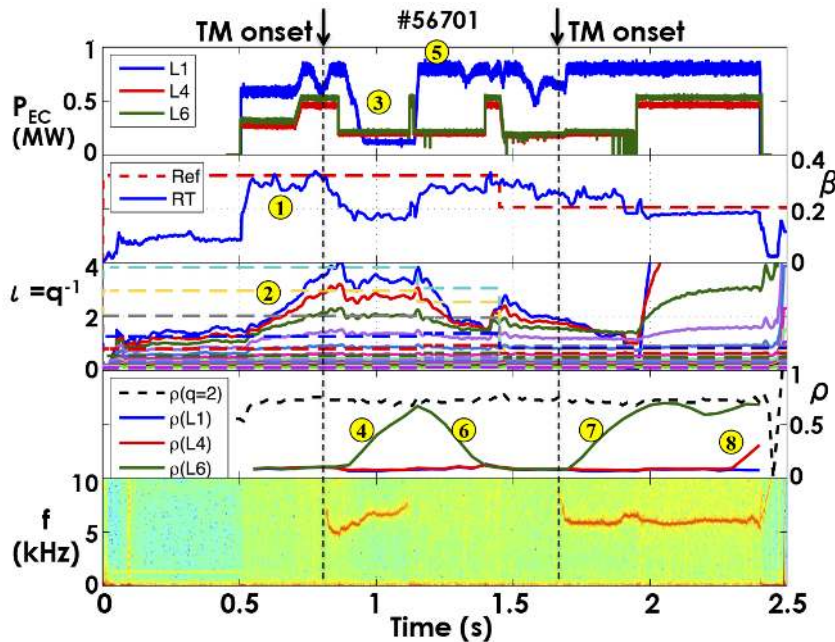 #56701
TM onset
TM onset
1
L1
L4
L6
5
3
P_EC
(MW)
0.5
0
Ref
RT
1
0.4
β
0.2
0
4
ι =q⁻¹
2
2
0
ρ(q=2)
ρ(L1)
ρ(L4)
ρ(L6)
4
6
7
8
1
ρ
0.5
0
10
f
(kHz)
5
0
0
0.5
1
1.5
2
2.5
Time (s)